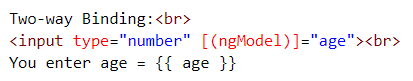 Two-way Binding:<br>
<input type="number" [(ngModel)]="age"><br>
You enter age = {{ age }}